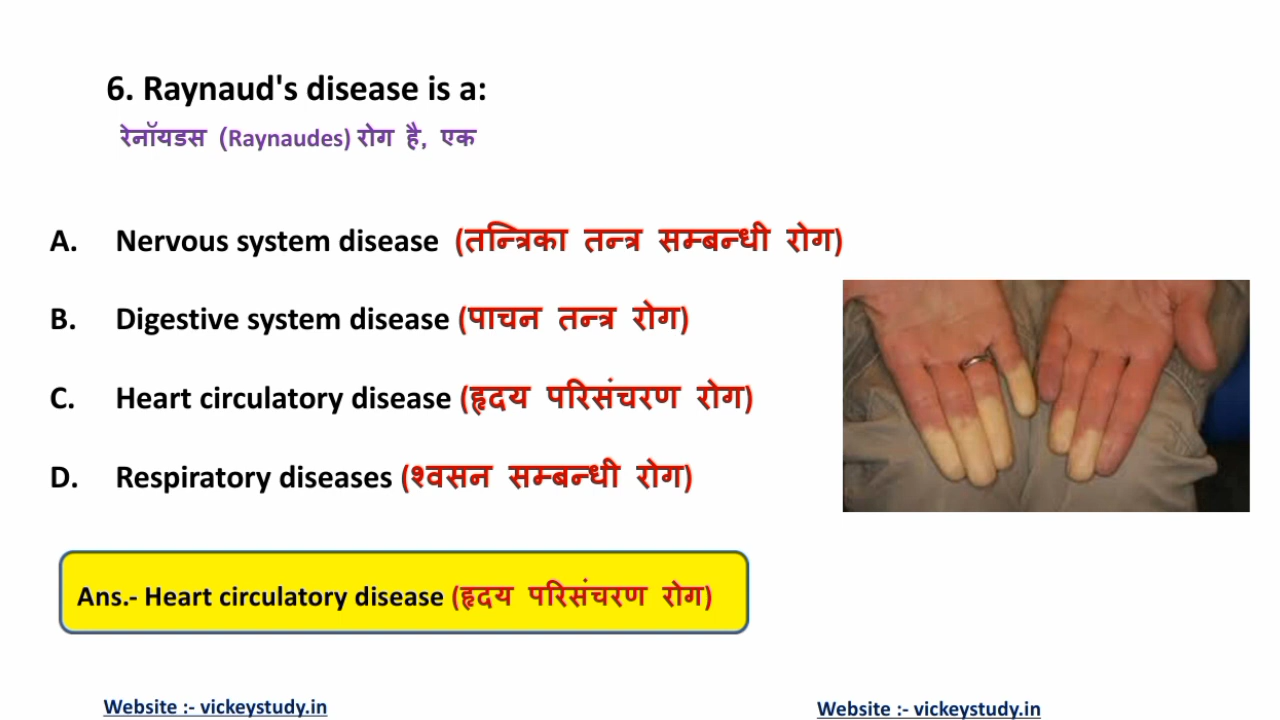 6. Raynaud's disease is a:
रेनॉयडस (Raynaudes) रोग है, एक
A. Nervous system disease (तन्त्रिका तन्त्र सम्बन्धी रोग)
B. Digestive system disease (पाचन तन्त्र रोग)
C. Heart circulatory disease (हृदय परिसंचरण रोग)
D. Respiratory diseases (श्वसन सम्बन्धी रोग)
Ans.- Heart circulatory disease (हृदय परिसंचरण रोग)
Website :- vickeystudy.in
Website :- vickeystudy.in